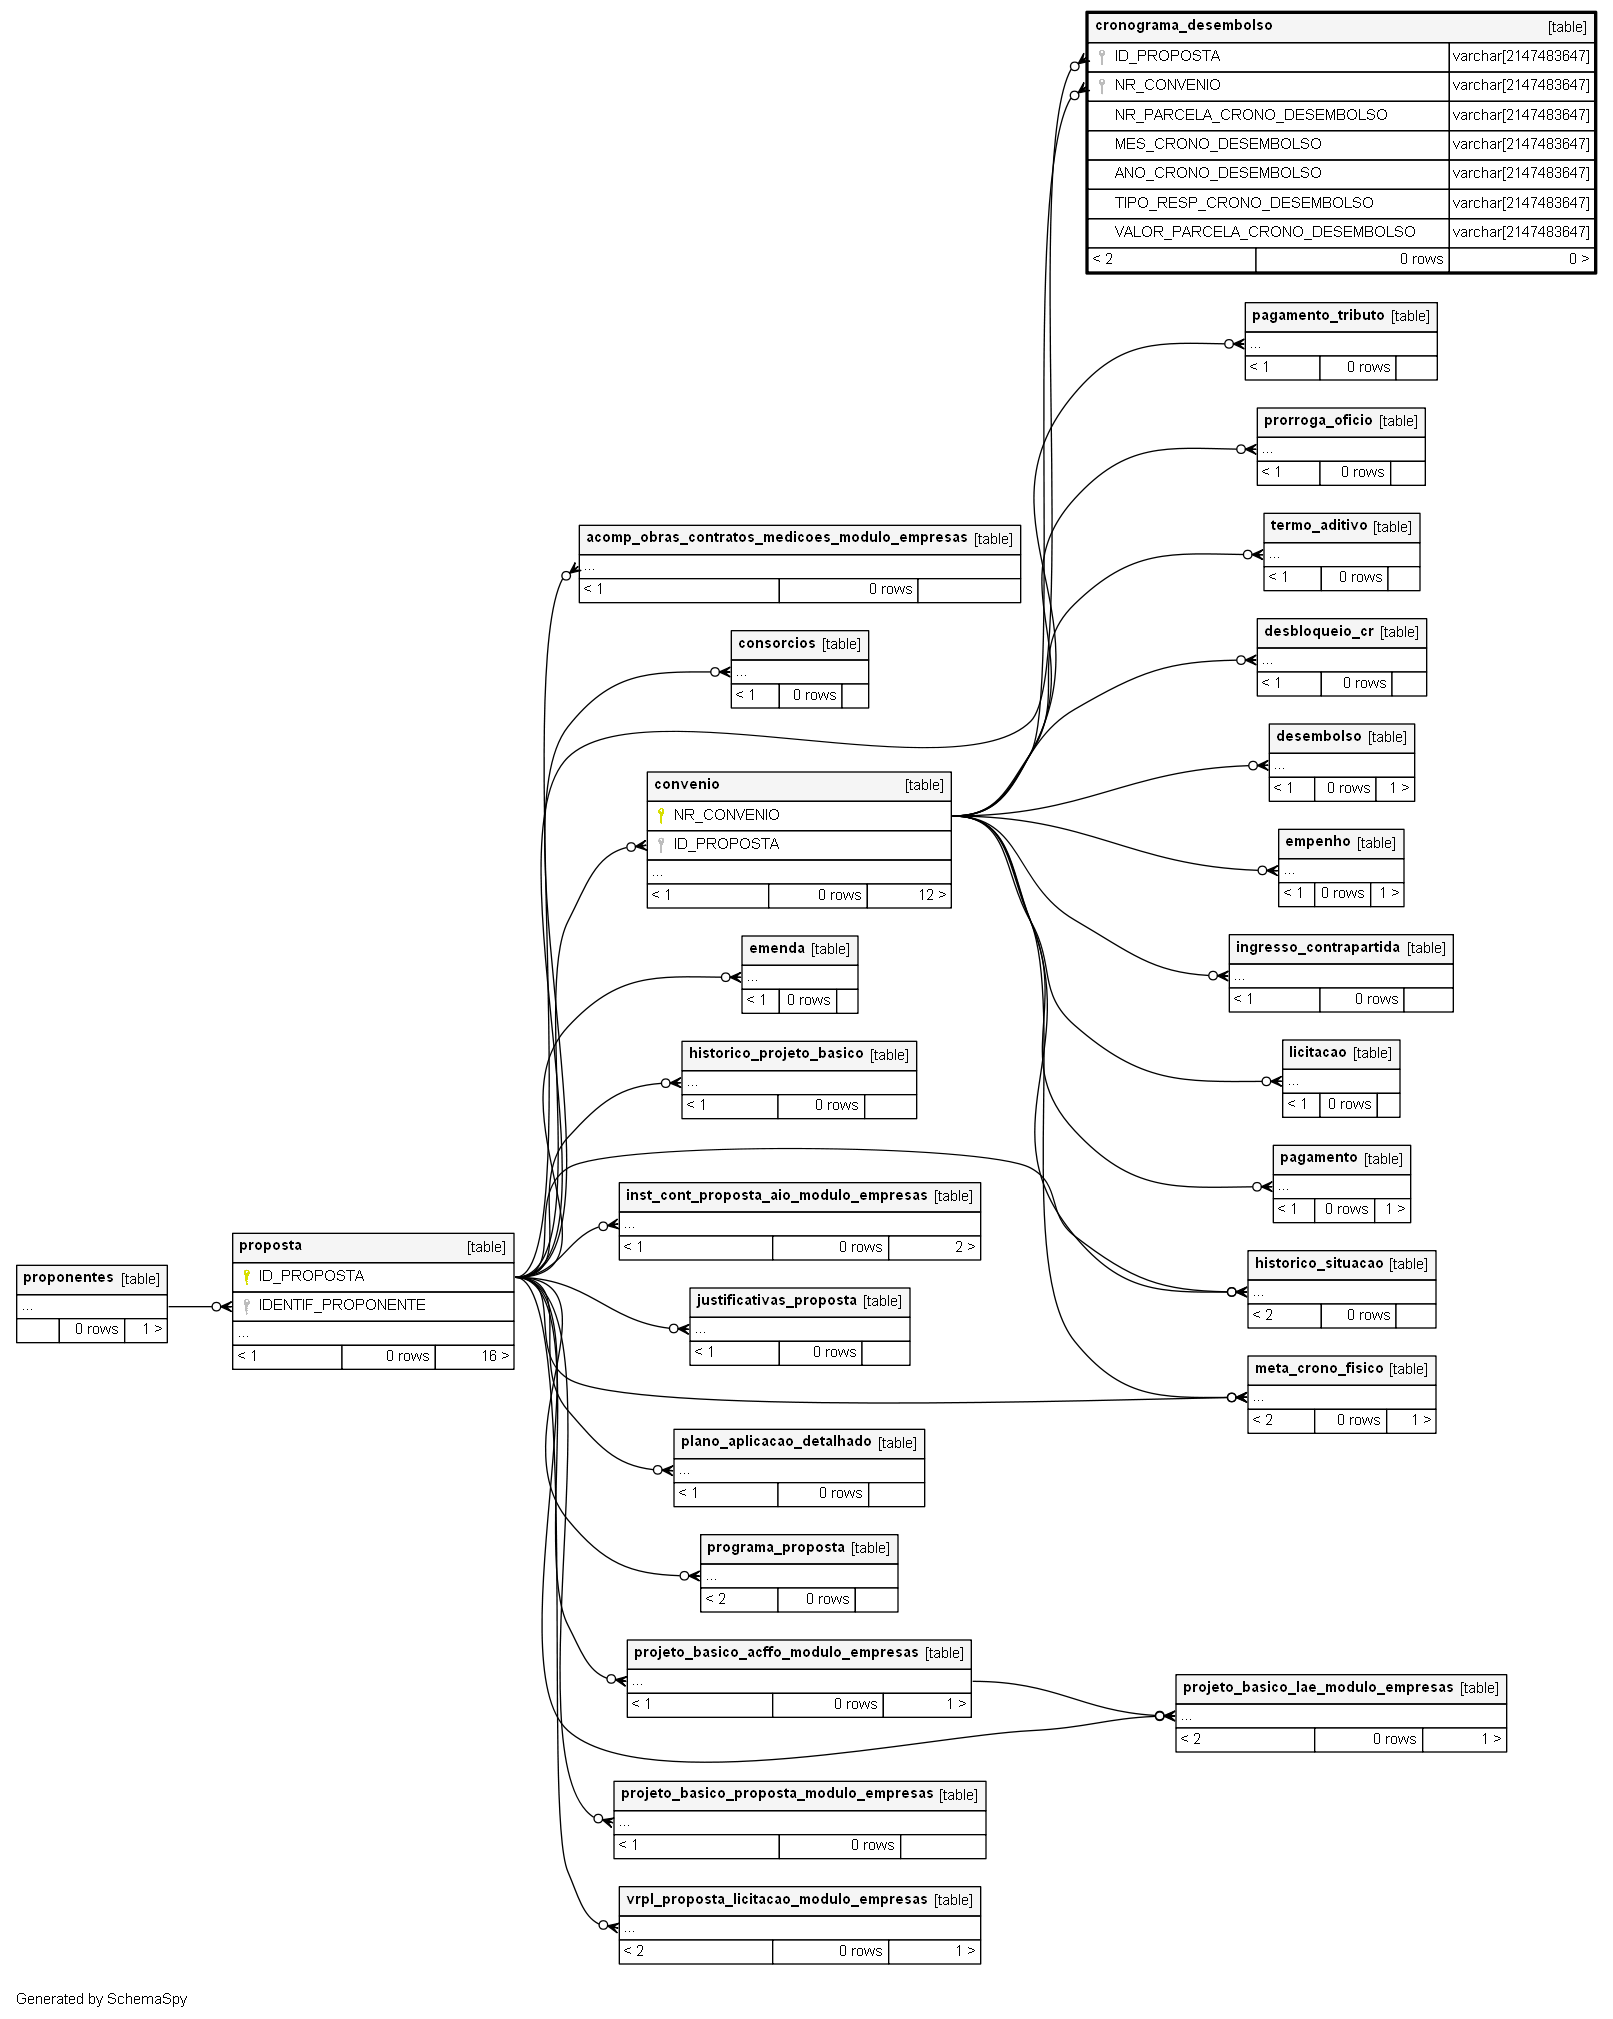 cronograma_desembolso [table]
ID_PROPOSTA varchar[2147483647]
NR_CONVENIO varchar[2147483647]
NR_PARCELA_CRONO_DESEMBOLSO varchar[2147483647]
MES_CRONO_DESEMBOLSO varchar[2147483647]
ANO_CRONO_DESEMBOLSO varchar[2147483647]
TIPO_RESP_CRONO_DESEMBOLSO varchar[2147483647]
VALOR_PARCELA_CRONO_DESEMBOLSO varchar[2147483647]
< 2 0 rows 0 >
pagamento_tributo [table]
...
< 1 0 rows
prorroga_oficio [table]
...
< 1 0 rows
termo_aditivo [table]
...
< 1 0 rows
acomp_obras_contratos_medicoes_modulo_empresas [table]
...
< 1 0 rows
desbloqueio_cr [table]
...
< 1 0 rows
consorcios [table]
...
< 1 0 rows
desembolso [table]
...
< 1 0 rows 1 >
convenio [table]
NR_CONVENIO
ID_PROPOSTA
...
< 1 0 rows 12 >
empenho [table]
...
< 1 0 rows 1 >
emenda [table]
...
< 1 0 rows
ingresso_contrapartida [table]
...
< 1 0 rows
historico_projeto_basico [table]
...
< 1 0 rows
licitacao [table]
...
< 1 0 rows
pagamento [table]
...
< 1 0 rows 1 >
inst_cont_proposta_aio_modulo_empresas [table]
...
< 1 0 rows 2 >
proponentes [table]
...
0 rows 1 >
proposta [table]
ID_PROPOSTA
IDENTIF_PROPONENTE
...
< 1 0 rows 16 >
historico_situacao [table]
...
< 2 0 rows
justificativas_proposta [table]
...
< 1 0 rows
meta_crono_fisico [table]
...
< 2 0 rows 1 >
plano_aplicacao_detalhado [table]
...
< 1 0 rows
programa_proposta [table]
...
< 2 0 rows
projeto_basico_acffo_modulo_empresas [table]
...
< 1 0 rows 1 >
projeto_basico_lae_modulo_empresas [table]
...
< 2 0 rows 1 >
projeto_basico_proposta_modulo_empresas [table]
...
< 1 0 rows
vrpl_proposta_licitacao_modulo_empresas [table]
...
< 2 0 rows 1 >
Generated by SchemaSpy